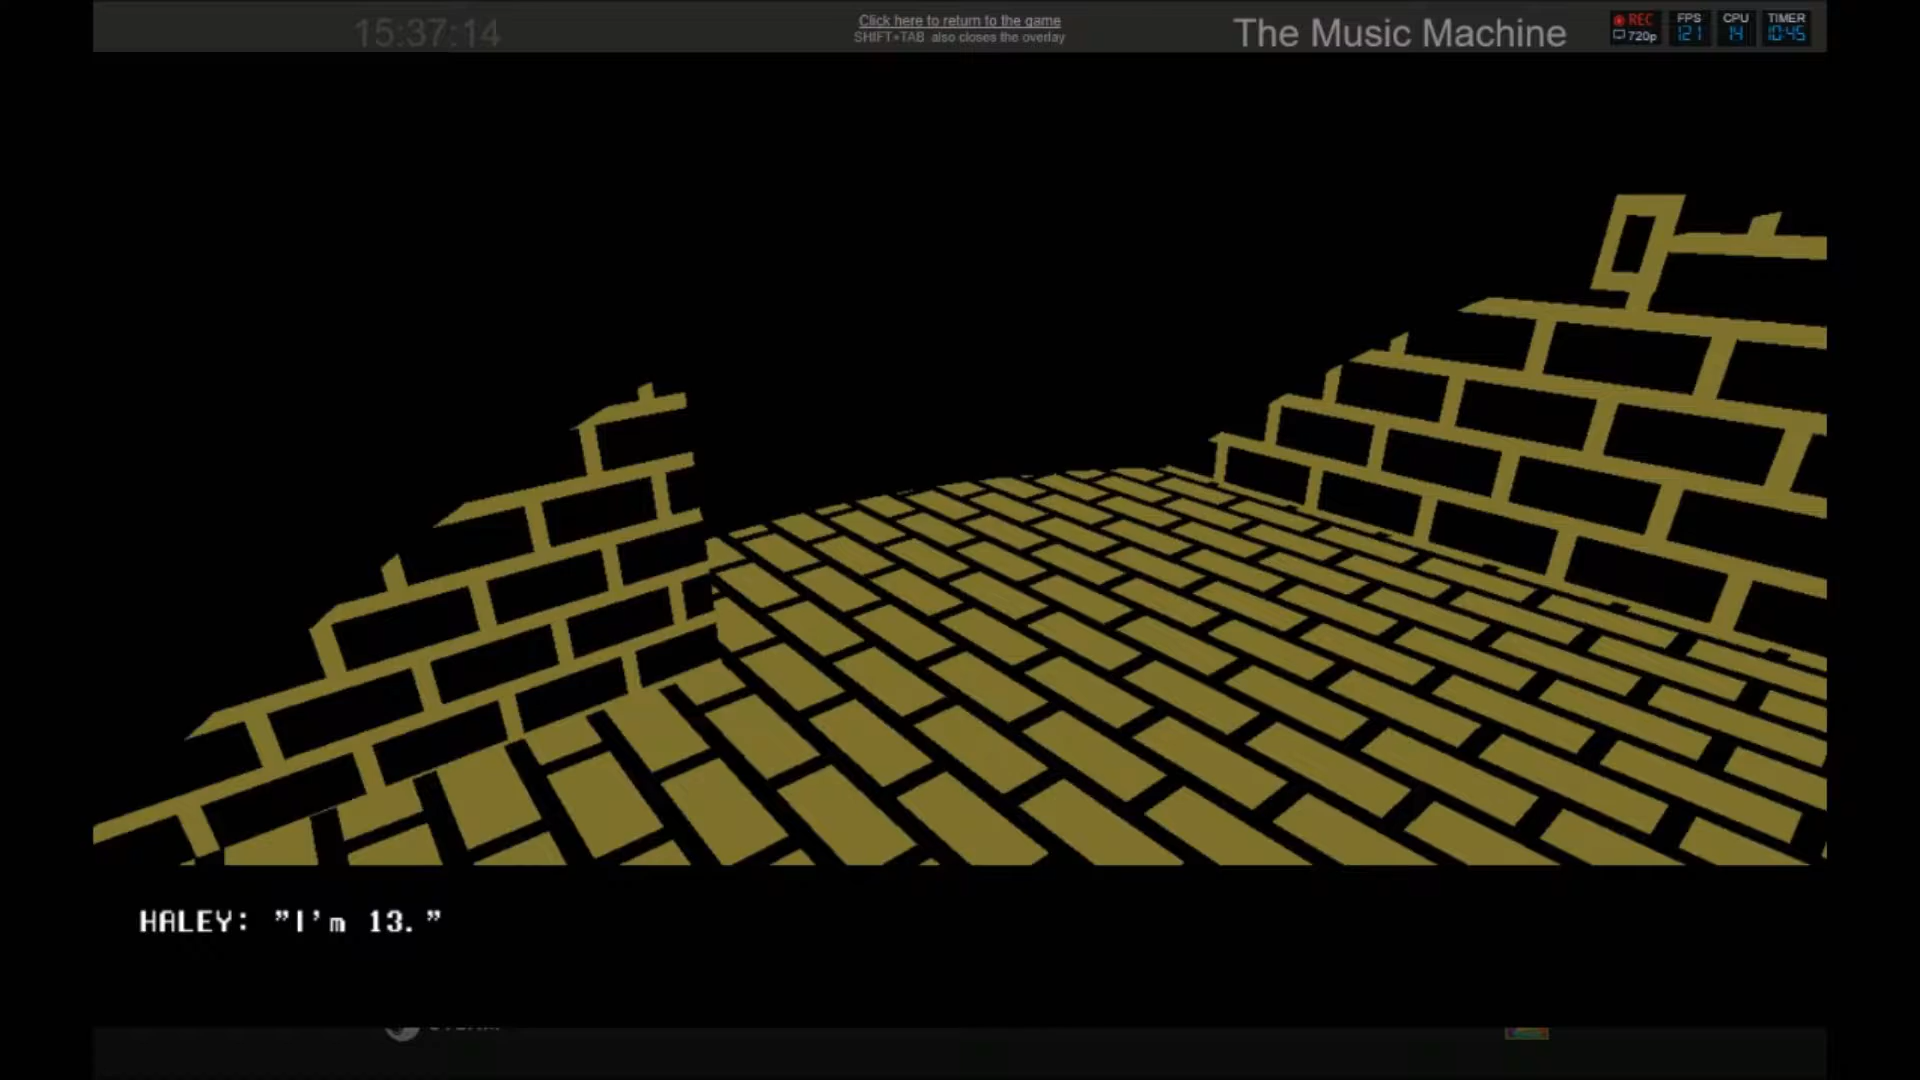 15:37:14
Click here to return to the game
SHIFT+TAB also closes the overlay
The Music Machine
REC
720p
FPS
121
CPU
14
TIMER
10:45
HALEY: "I'm 13."